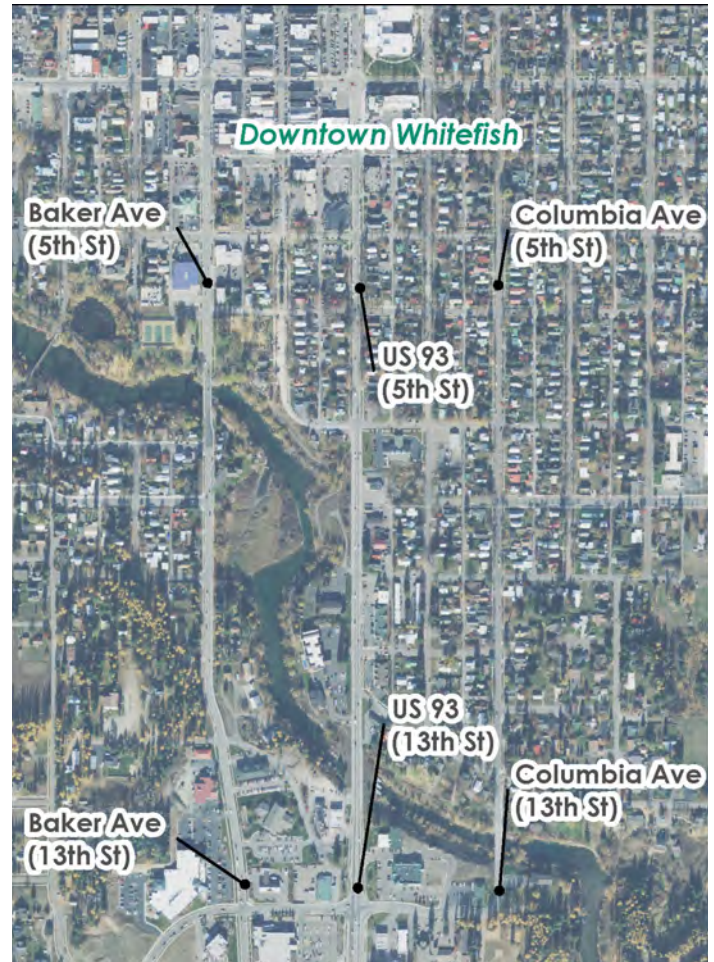 Downtown Whitefish
Baker Ave
(5th St)
Columbia Ave
(5th St)
US 93
(5th St)
US 93
(13th St)
Columbia Ave
(13th St)
Baker Ave
(13th St)